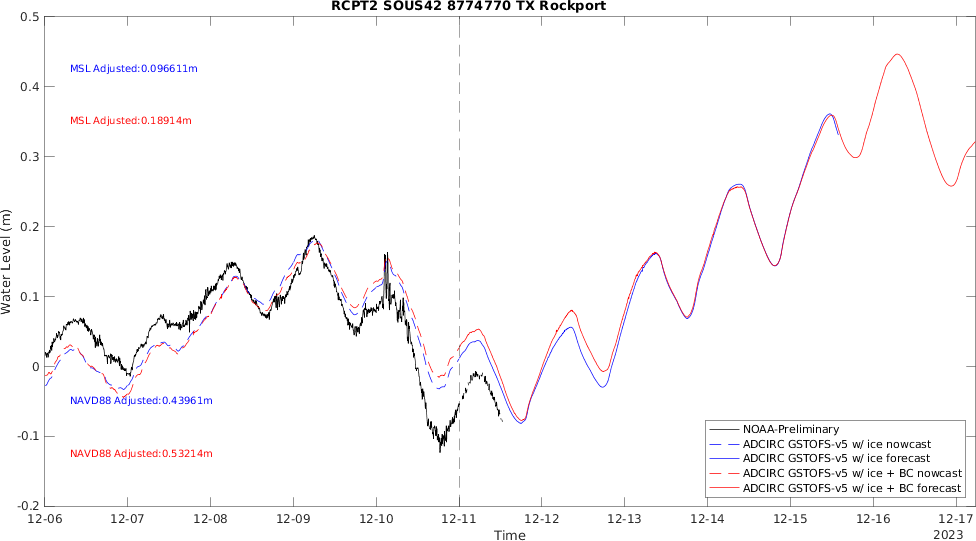 RCPT2 SOUS42 8774770 TX Rockport
0.5
0.4
0.3
0.2
0.1
0
-0.1
-0.2
Water Level (m)
MSL Adjusted:0.096611m
MSL Adjusted:0.18914m
NAVD88 Adjusted:0.43961m
NAVD88 Adjusted:0.53214m
NOAA-Preliminary
ADCIRC GSTOFS-v5 w/ ice nowcast
ADCIRC GSTOFS-v5 w/ ice forecast
ADCIRC GSTOFS-v5 w/ ice + BC nowcast
ADCIRC GSTOFS-v5 w/ ice + BC forecast
12-06 12-07 12-08 12-09 12-10 12-11 12-12 12-13 12-14 12-15 12-16 12-17
Time
2023